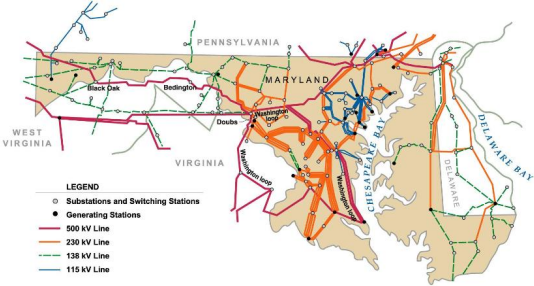 PENNSYLVANIA
MARYLAND
Black Oak
Bedington
Doubs
Washington
loop
WEST
VIRGINIA
VIRGINIA
Washington loop
Washington loop
CHESAPEAKE BAY
DELAWARE
DELAWARE BAY
LEGEND
Substations and Switching Stations
Generating Stations
500 kV Line
230 kV Line
138 kV Line
115 kV Line